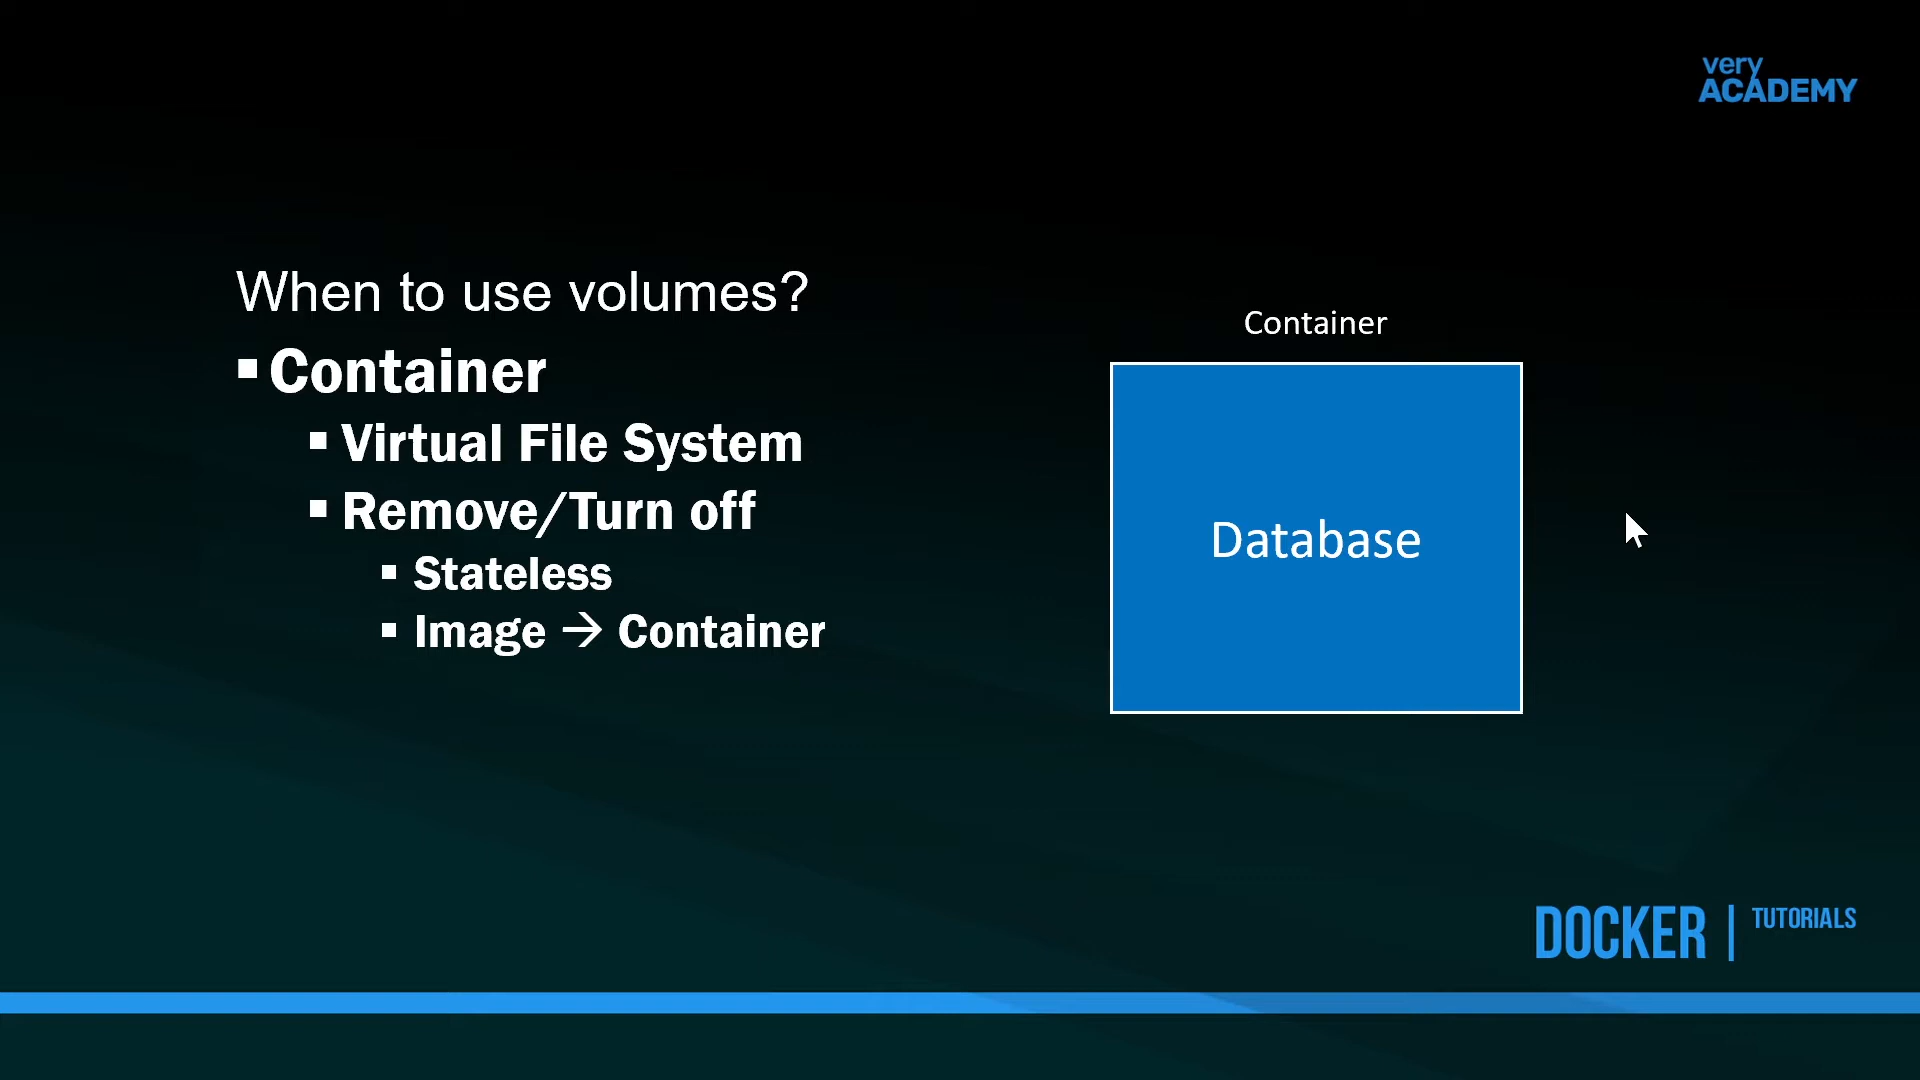 very
ACADEMY
When to use volumes?
▪ Container
▪ Virtual File System
▪ Remove/Turn off
▪ Stateless
▪ Image → Container
Container
Database
DOCKER | TUTORIALS